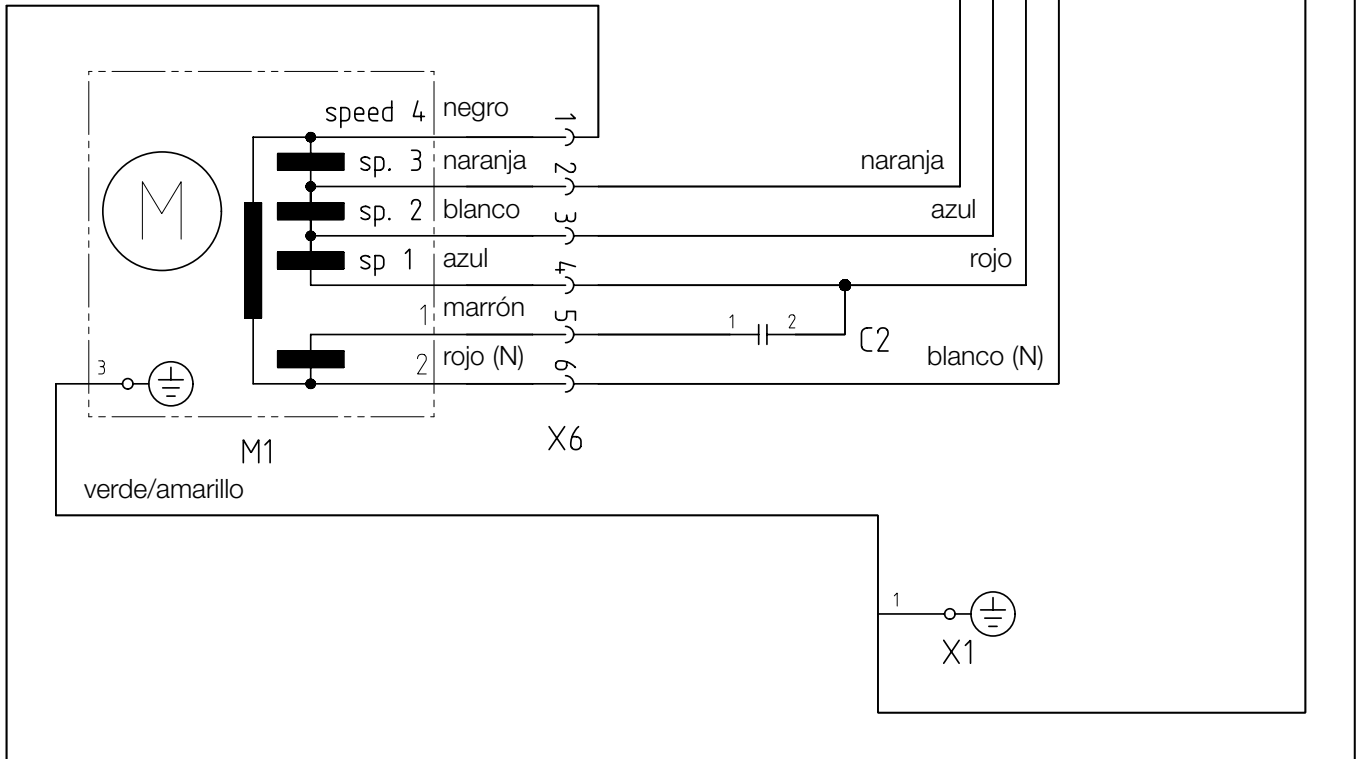 speed 4 negro 1
sp. 3 naranja 2 naranja
sp. 2 blanco 3 azul
sp 1 azul 4 rojo
1 marrón 5 1 2 C2
2 rojo (N) 6 blanco (N)
M
3
M1 X6
verde/amarillo
1
X1